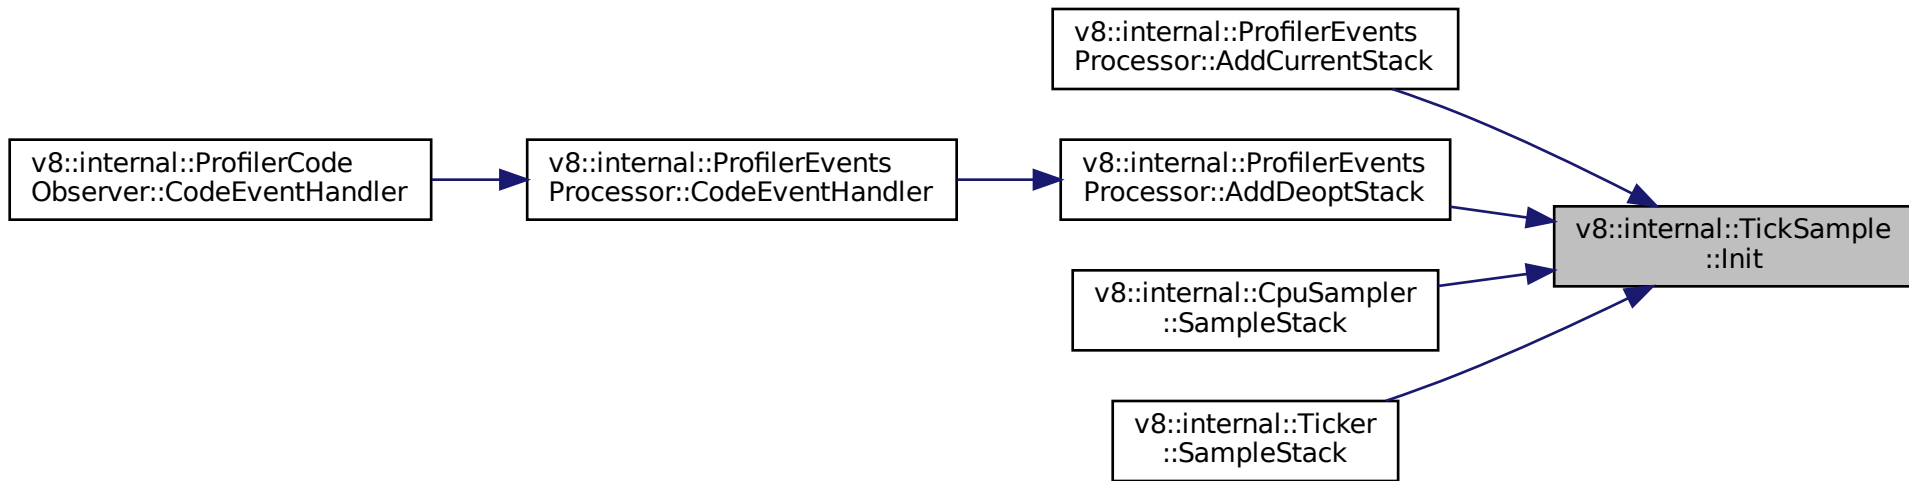 v8::internal::ProfilerEvents
Processor::AddCurrentStack
v8::internal::ProfilerCode
Observer::CodeEventHandler
v8::internal::ProfilerEvents
Processor::CodeEventHandler
v8::internal::ProfilerEvents
Processor::AddDeoptStack
v8::internal::TickSample
::Init
v8::internal::CpuSampler
::SampleStack
v8::internal::Ticker
::SampleStack